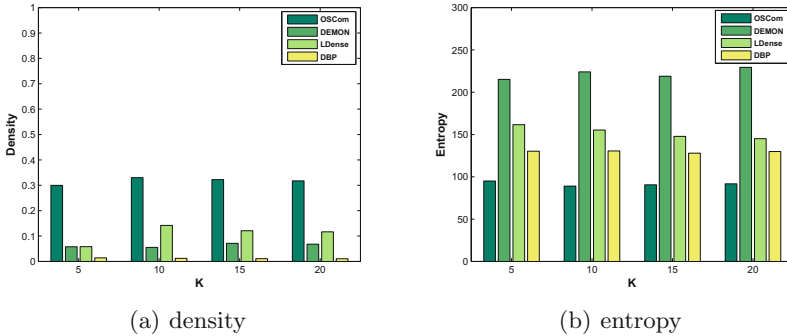 1
0.9
0.8
0.7
0.6
0.5
0.4
0.3
0.2
0.1
0
Density
5 10 15 20
K
OSCom
DEMON
LDense
DBP
(a) density
300
250
200
150
100
50
0
Entropy
5 10 15 20
K
OSCom
DEMON
LDense
DBP
(b) entropy